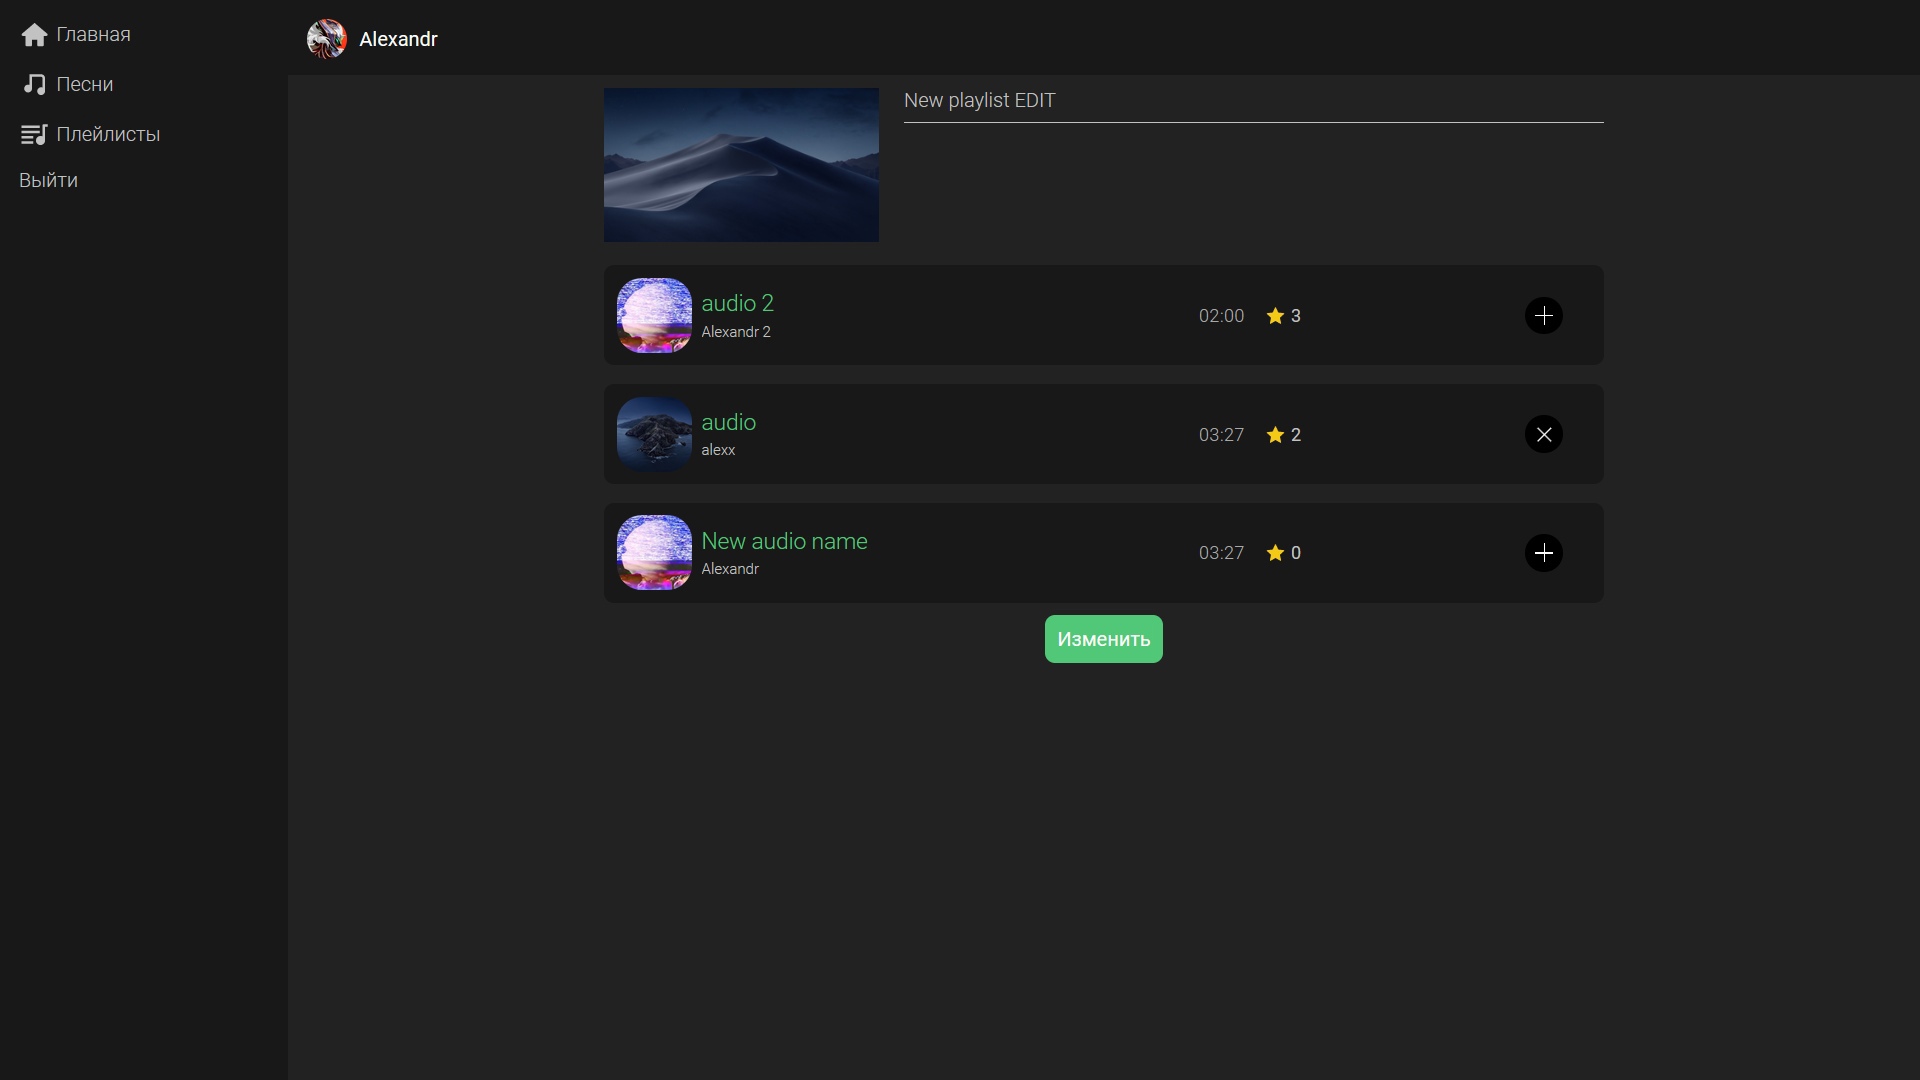 Главная
Песни
Плейлисты
Выйти
Alexandr
New playlist EDIT
audio 2
Alexandr 2
02:00
3
audio
alexx
03:27
2
New audio name
Alexandr
03:27
0
Изменить